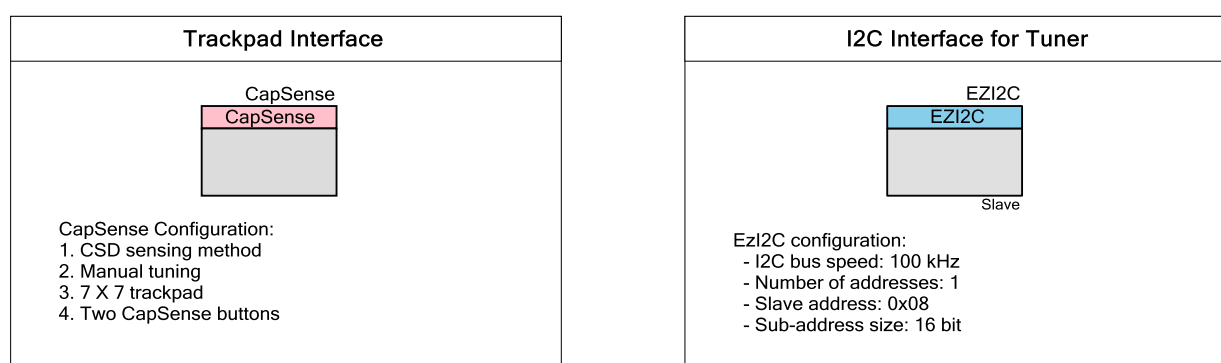 Trackpad Interface
CapSense
CapSense
CapSense Configuration:
1. CSD sensing method
2. Manual tuning
3. 7 X 7 trackpad
4. Two CapSense buttons
I2C Interface for Tuner
EZI2C
EZI2C
Slave
EzI2C configuration:
- I2C bus speed: 100 kHz
- Number of addresses: 1
- Slave address: 0x08
- Sub-address size: 16 bit